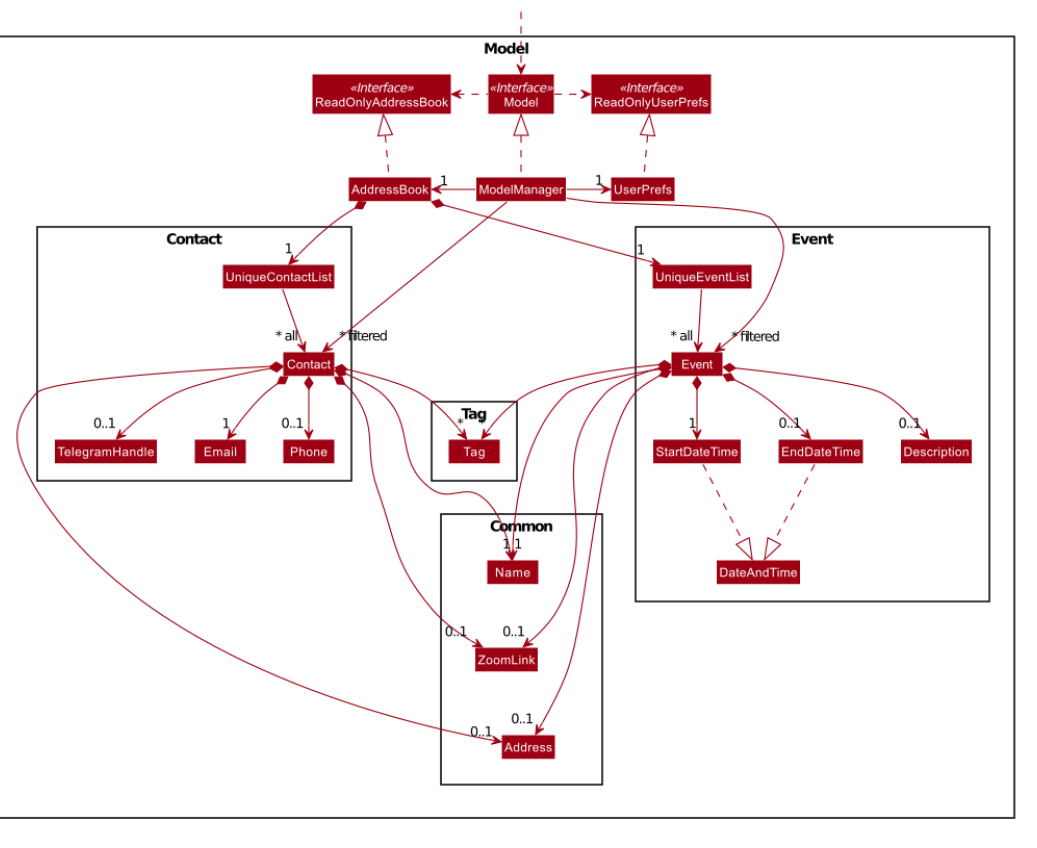 Model
«Interface»
ReadOnlyAddressBook
«Interface»
Model
«Interface»
ReadOnlyUserPrefs
AddressBook
1
ModelManager
1
UserPrefs
Contact
Event
1
UniqueContactList
1
UniqueEventList
* all
* filtered
* all
* filtered
Contact
Event
Tag
0..1
1
0..1
*
1
0..1
0..1
TelegramHandle
Email
Phone
Tag
StartDateTime
EndDateTime
Description
Common
1
1
Name
DateAndTime
0..1
0..1
ZoomLink
0..1
0..1
Address